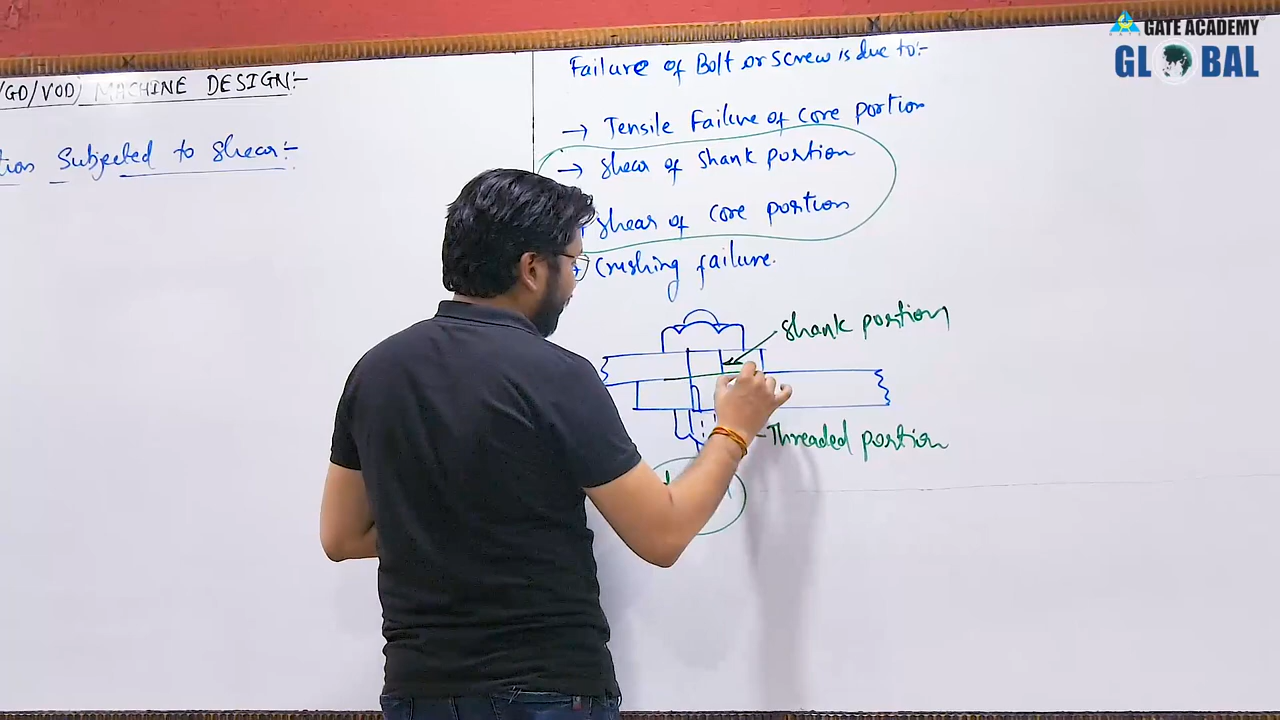 GATE ACADEMY
GLOBAL
/GD/VOD) MACHINE DESIGN:-
tion Subjected to Shear:-
Failure of Bolt or Screw is due to:-
→ Tensile Failure of core portion
→ Shear of Shank portion
Shear of Core portion
Crushing failure.
Shank portion
Threaded portion